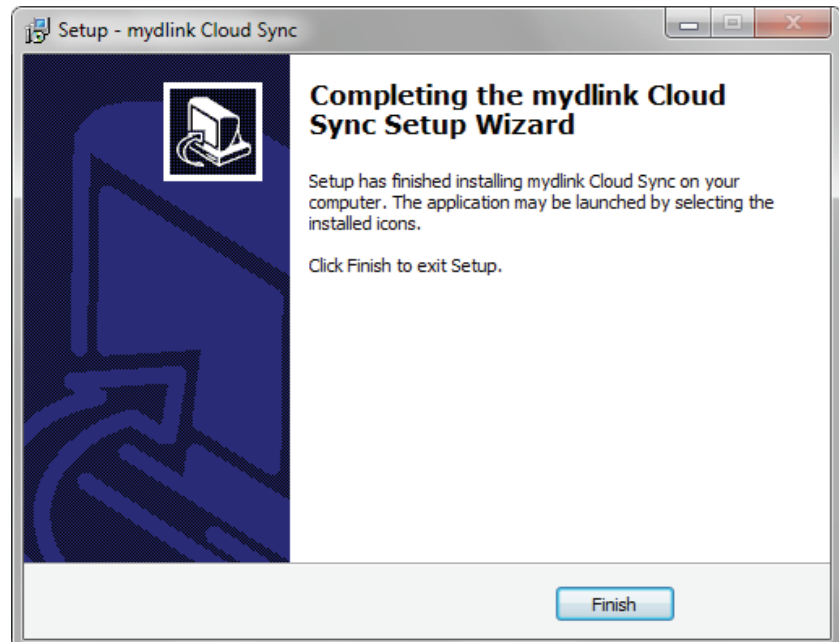 Setup - mydlink Cloud Sync
Completing the mydlink Cloud
Sync Setup Wizard
Setup has finished installing mydlink Cloud Sync on your
computer. The application may be launched by selecting the
installed icons.
Click Finish to exit Setup.
Finish